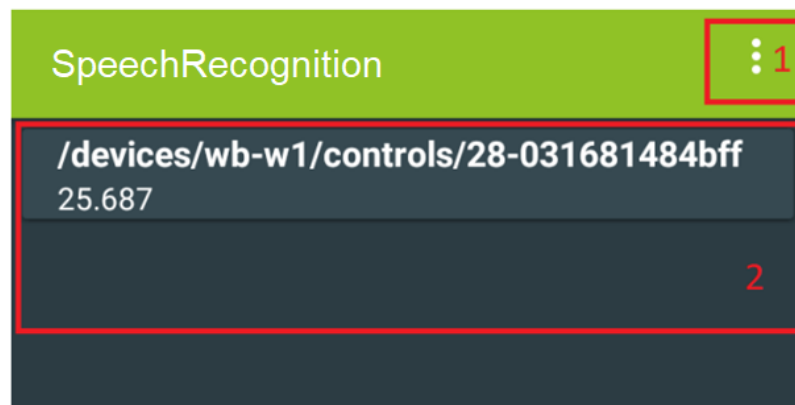 SpeechRecognition
1
/devices/wb-w1/controls/28-031681484bff
25.687
2